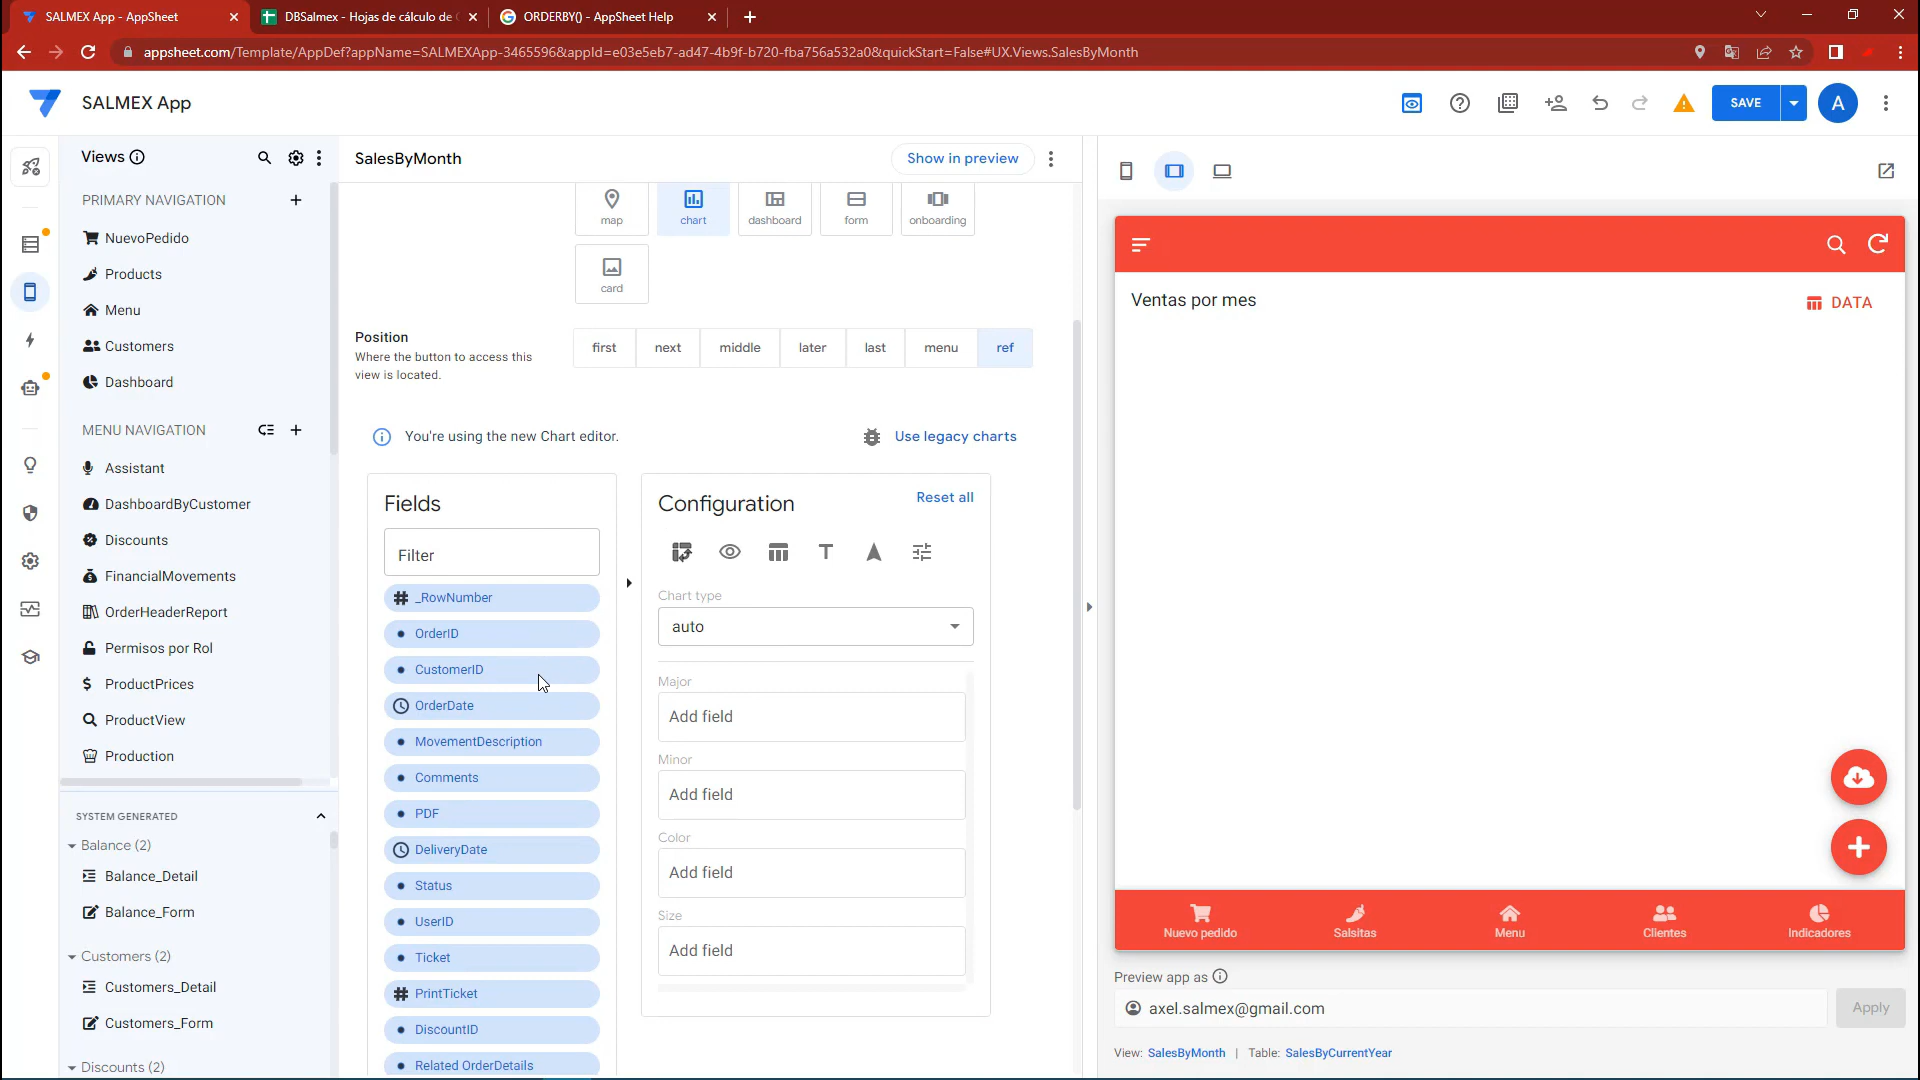 SALMEX App - AppSheet
DBSalmex - Hojas de cálculo de
ORDERBY() - AppSheet Help
appsheet.com/Template/AppDef?appName=SALMEXApp-3465596&appId=e03e5eb7-ad47-4b9f-b720-fba756a532a0&quickStart=False#UX.Views.SalesByMonth
SALMEX App
SAVE
A
Views
SalesByMonth
Show in preview
PRIMARY NAVIGATION
NuevoPedido
Products
Menu
Customers
Dashboard
MENU NAVIGATION
Assistant
DashboardByCustomer
Discounts
FinancialMovements
OrderHeaderReport
Permisos por Rol
ProductPrices
ProductView
Production
SYSTEM GENERATED
Balance (2)
Balance_Detail
Balance_Form
Customers (2)
Customers_Detail
Customers_Form
Discounts (2)
map
chart
dashboard
form
onboarding
card
Position
Where the button to access this
view is located.
first
next
middle
later
last
menu
ref
You're using the new Chart editor.
Use legacy charts
Fields
Filter
_RowNumber
OrderID
CustomerID
OrderDate
MovementDescription
Comments
PDF
DeliveryDate
Status
UserID
Ticket
PrintTicket
DiscountID
Related OrderDetails
Configuration
Reset all
Chart type
auto
Major
Add field
Minor
Add field
Color
Add field
Size
Add field
Ventas por mes
DATA
Nuevo pedido
Salsitas
Menu
Clientes
Indicadores
Preview app as
axel.salmex@gmail.com
Apply
View: SalesByMonth | Table: SalesByCurrentYear